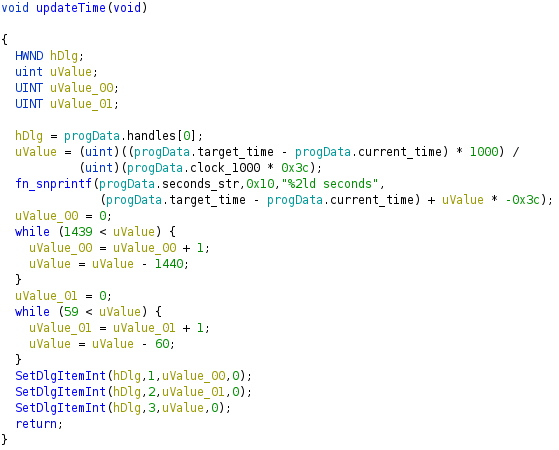 void updateTime(void)
{
HWND hDlg;
uint uValue;
UINT uValue_00;
UINT uValue_01;
hDlg = progData.handles[0];
uValue = (uint)((progData.target_time - progData.current_time) * 1000) /
(uint)(progData.clock_1000 * 0x3c);
fn_snprintf(progData.seconds_str,0x10,"%2ld seconds",
(progData.target_time - progData.current_time) + uValue * -0x3c);
uValue_00 = 0;
while (1439 < uValue) {
uValue_00 = uValue_00 + 1;
uValue = uValue - 1440;
}
uValue_01 = 0;
while (59 < uValue) {
uValue_01 = uValue_01 + 1;
uValue = uValue - 60;
}
SetDlgItemInt(hDlg,1,uValue_00,0);
SetDlgItemInt(hDlg,2,uValue_01,0);
SetDlgItemInt(hDlg,3,uValue,0);
return;
}